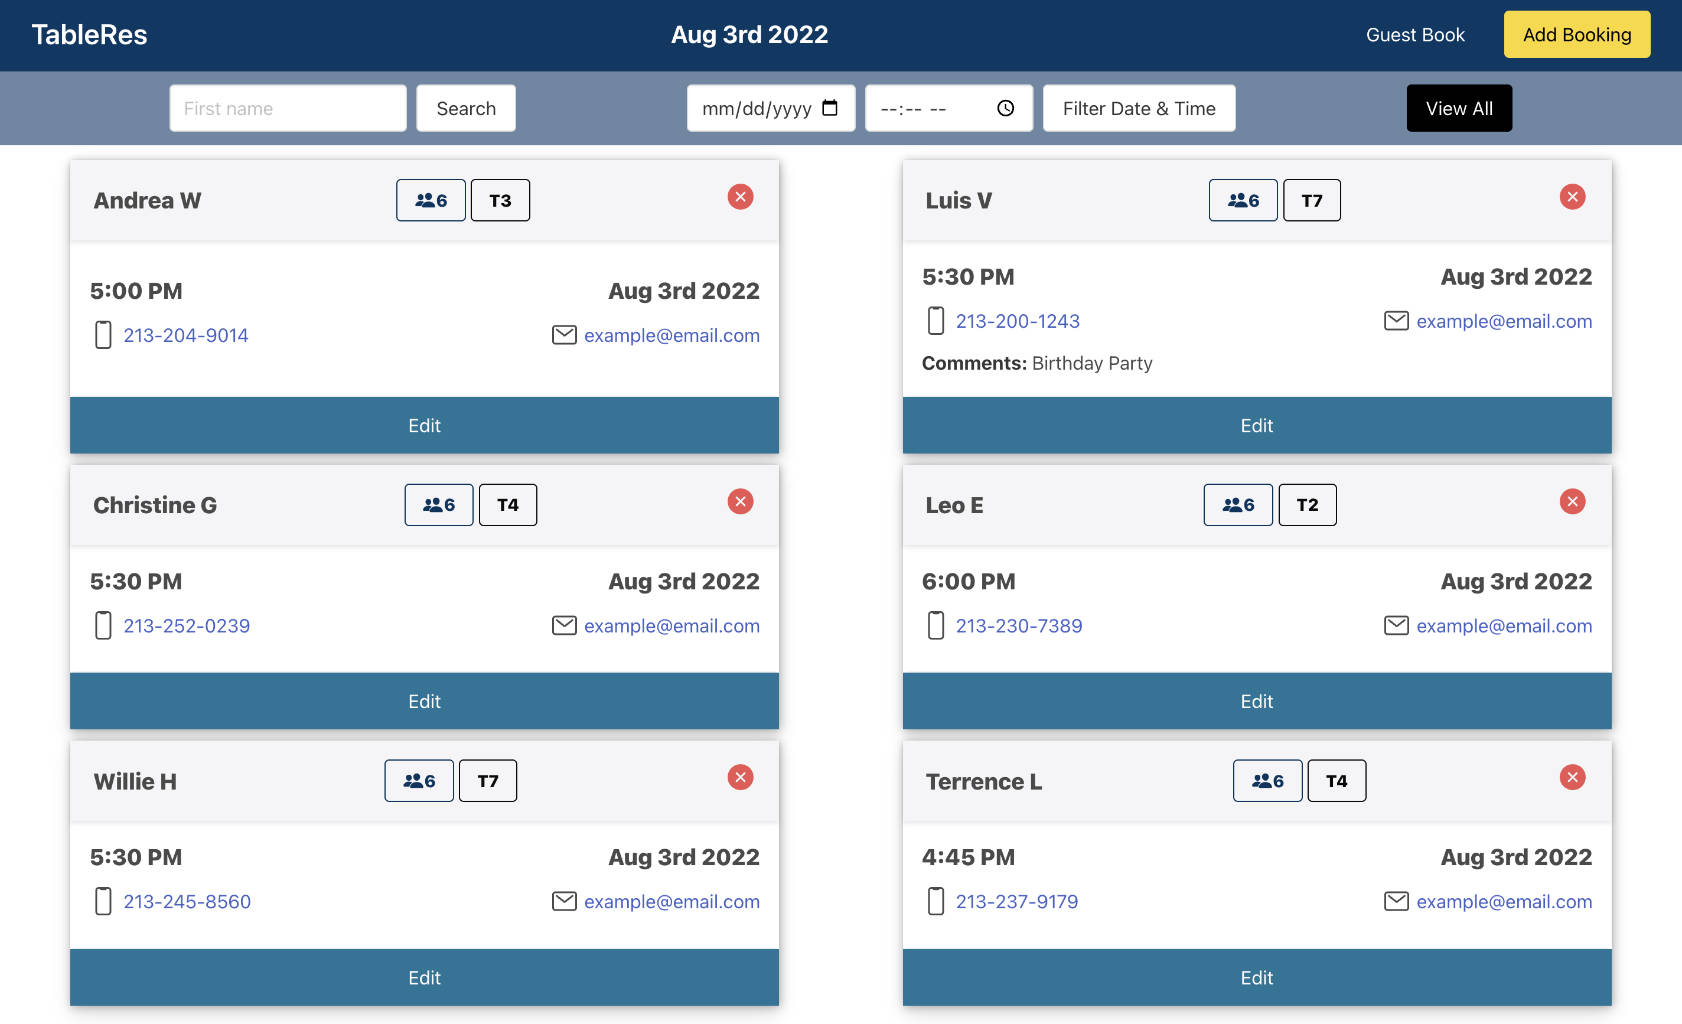 TableRes
Aug 3rd 2022
Guest Book
Add Booking
First name
Search
mm/dd/yyyy
--:-- --
Filter Date & Time
View All
Andrea W
6
T3
5:00 PM
Aug 3rd 2022
213-204-9014
example@email.com
Edit
Luis V
6
T7
5:30 PM
Aug 3rd 2022
213-200-1243
example@email.com
Comments: Birthday Party
Edit
Christine G
6
T4
5:30 PM
Aug 3rd 2022
213-252-0239
example@email.com
Edit
Leo E
6
T2
6:00 PM
Aug 3rd 2022
213-230-7389
example@email.com
Edit
Willie H
6
T7
5:30 PM
Aug 3rd 2022
213-245-8560
example@email.com
Edit
Terrence L
6
T4
4:45 PM
Aug 3rd 2022
213-237-9179
example@email.com
Edit